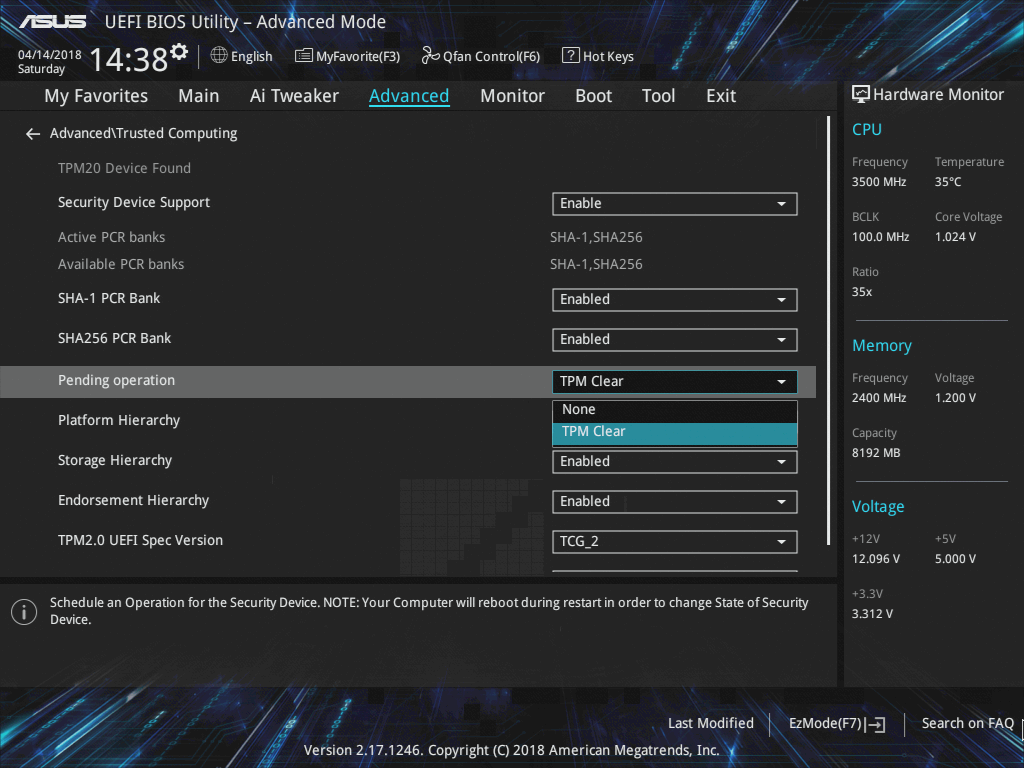 ASUS UEFI BIOS Utility – Advanced Mode
04/14/2018
Saturday
14:38
English
MyFavorite(F3)
Qfan Control(F6)
? Hot Keys
My Favorites Main Ai Tweaker Advanced Monitor Boot Tool Exit
Hardware Monitor
Advanced\Trusted Computing
TPM20 Device Found
Security Device Support Enable
Active PCR banks SHA-1,SHA256
Available PCR banks SHA-1,SHA256
SHA-1 PCR Bank Enabled
SHA256 PCR Bank Enabled
Pending operation TPM Clear
None
TPM Clear
Platform Hierarchy
Storage Hierarchy Enabled
Endorsement Hierarchy Enabled
TPM2.0 UEFI Spec Version TCG_2
Schedule an Operation for the Security Device. NOTE: Your Computer will reboot during restart in order to change State of Security
Device.
CPU
Frequency Temperature
3500 MHz 35°C
BCLK Core Voltage
100.0 MHz 1.024 V
Ratio
35x
Memory
Frequency Voltage
2400 MHz 1.200 V
Capacity
8192 MB
Voltage
+12V +5V
12.096 V 5.000 V
+3.3V
3.312 V
Last Modified EzMode(F7) Search on FAQ
Version 2.17.1246. Copyright (C) 2018 American Megatrends, Inc.